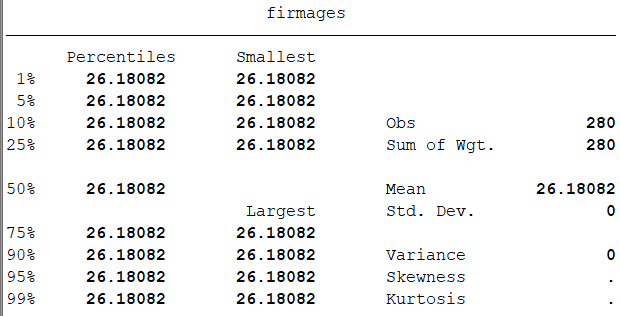 firmages
Percentiles Smallest
1% 26.18082 26.18082
5% 26.18082 26.18082
10% 26.18082 26.18082 Obs 280
25% 26.18082 26.18082 Sum of Wgt. 280
50% 26.18082 Mean 26.18082
Largest Std. Dev. 0
75% 26.18082 26.18082
90% 26.18082 26.18082 Variance 0
95% 26.18082 26.18082 Skewness .
99% 26.18082 26.18082 Kurtosis .